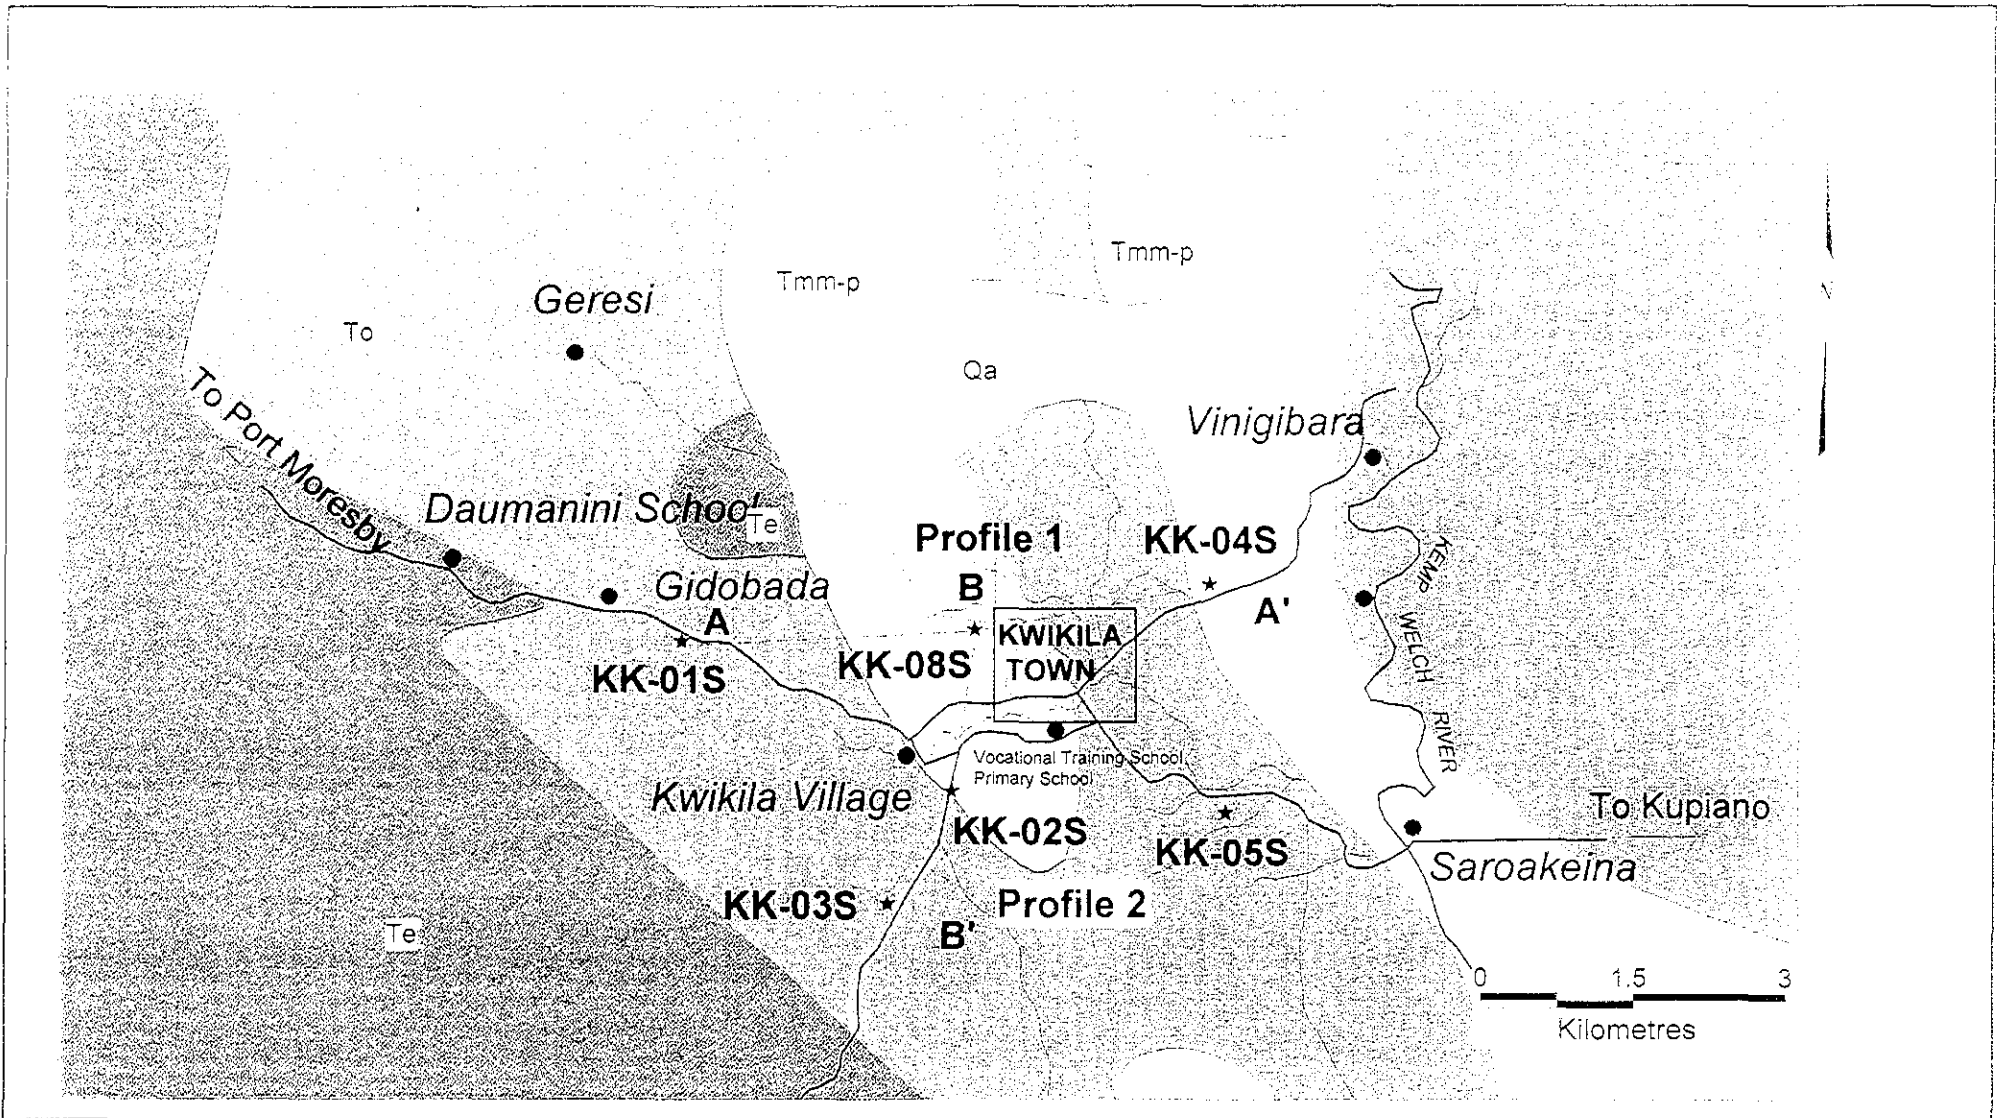 Tmm-p
Tmm-p
Geresi
To
Qa
To Port Moresby
Vinigibara
Daumanini School
Te
Profile 1
KK-04S
KEMP
WELCH
RIVER
Gidobada
A
B
A'
KWIKILA
TOWN
KK-01S
KK-08S
Vocational Training School,
Primary School
Kwikila Village
To Kupiano
KK-02S
KK-05S
Saroakeina
KK-03S
Profile 2
B'
Te
0 1.5 3
Kilometres